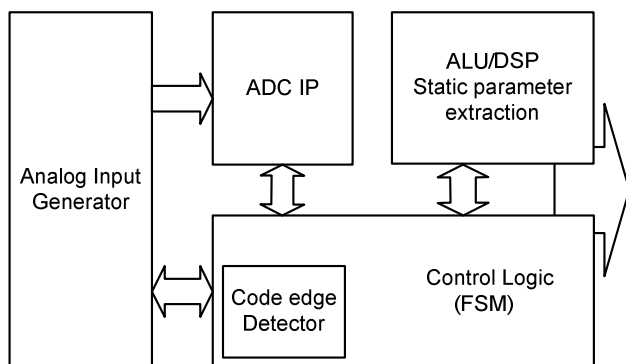 Analog Input
Generator
ADC IP
ALU/DSP
Static parameter
extraction
Code edge
Detector
Control Logic
(FSM)